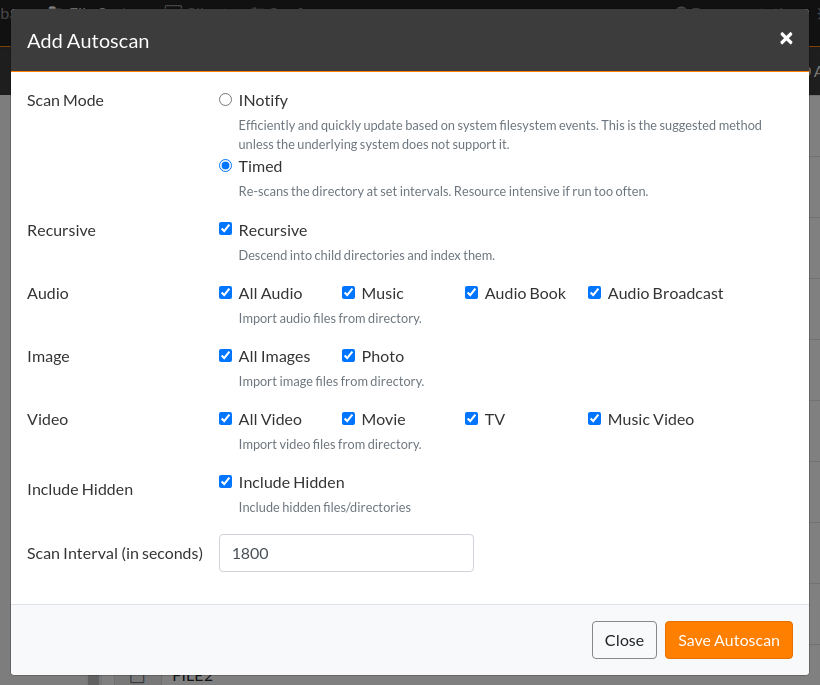 Add Autoscan
Scan Mode
INotify
Efficiently and quickly update based on system filesystem events. This is the suggested method
unless the underlying system does not support it.
Timed
Re-scans the directory at set intervals. Resource intensive if run too often.
Recursive
Recursive
Descend into child directories and index them.
Audio
All Audio Music Audio Book Audio Broadcast
Import audio files from directory.
Image
All Images Photo
Import image files from directory.
Video
All Video Movie TV Music Video
Import video files from directory.
Include Hidden
Include Hidden
Include hidden files/directories
Scan Interval (in seconds) 1800
Close Save Autoscan
FILE2